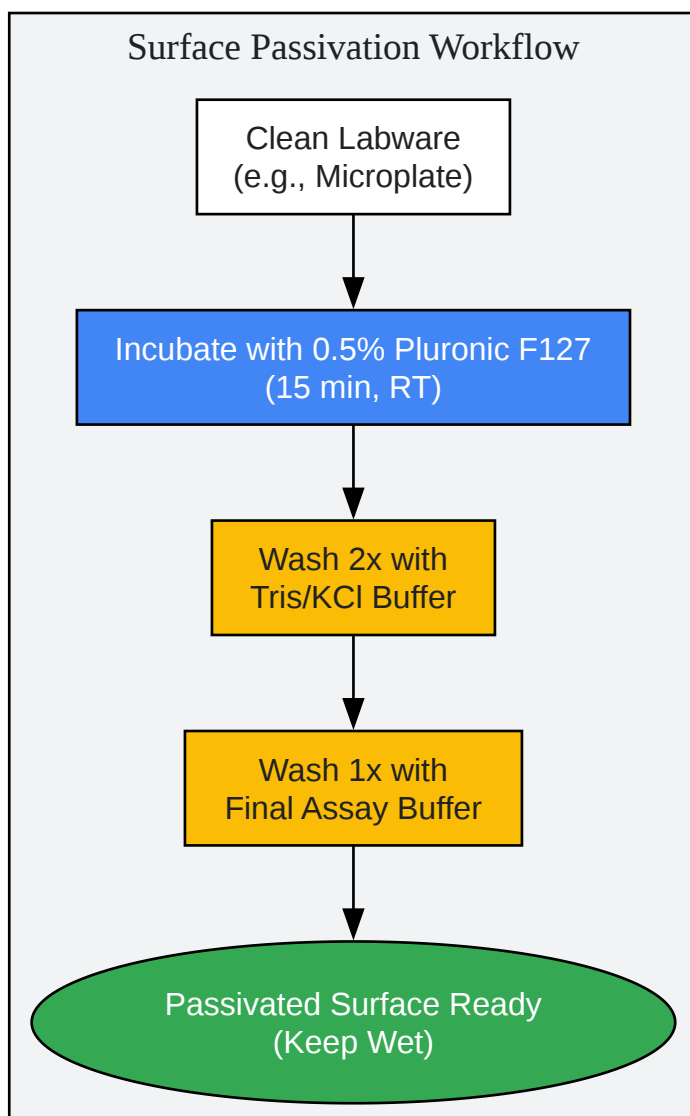 Surface Passivation Workflow
Clean Labware
(e.g., Microplate)
Incubate with 0.5% Pluronic F127
(15 min, RT)
Wash 2x with
Tris/KCl Buffer
Wash 1x with
Final Assay Buffer
Passivated Surface Ready
(Keep Wet)